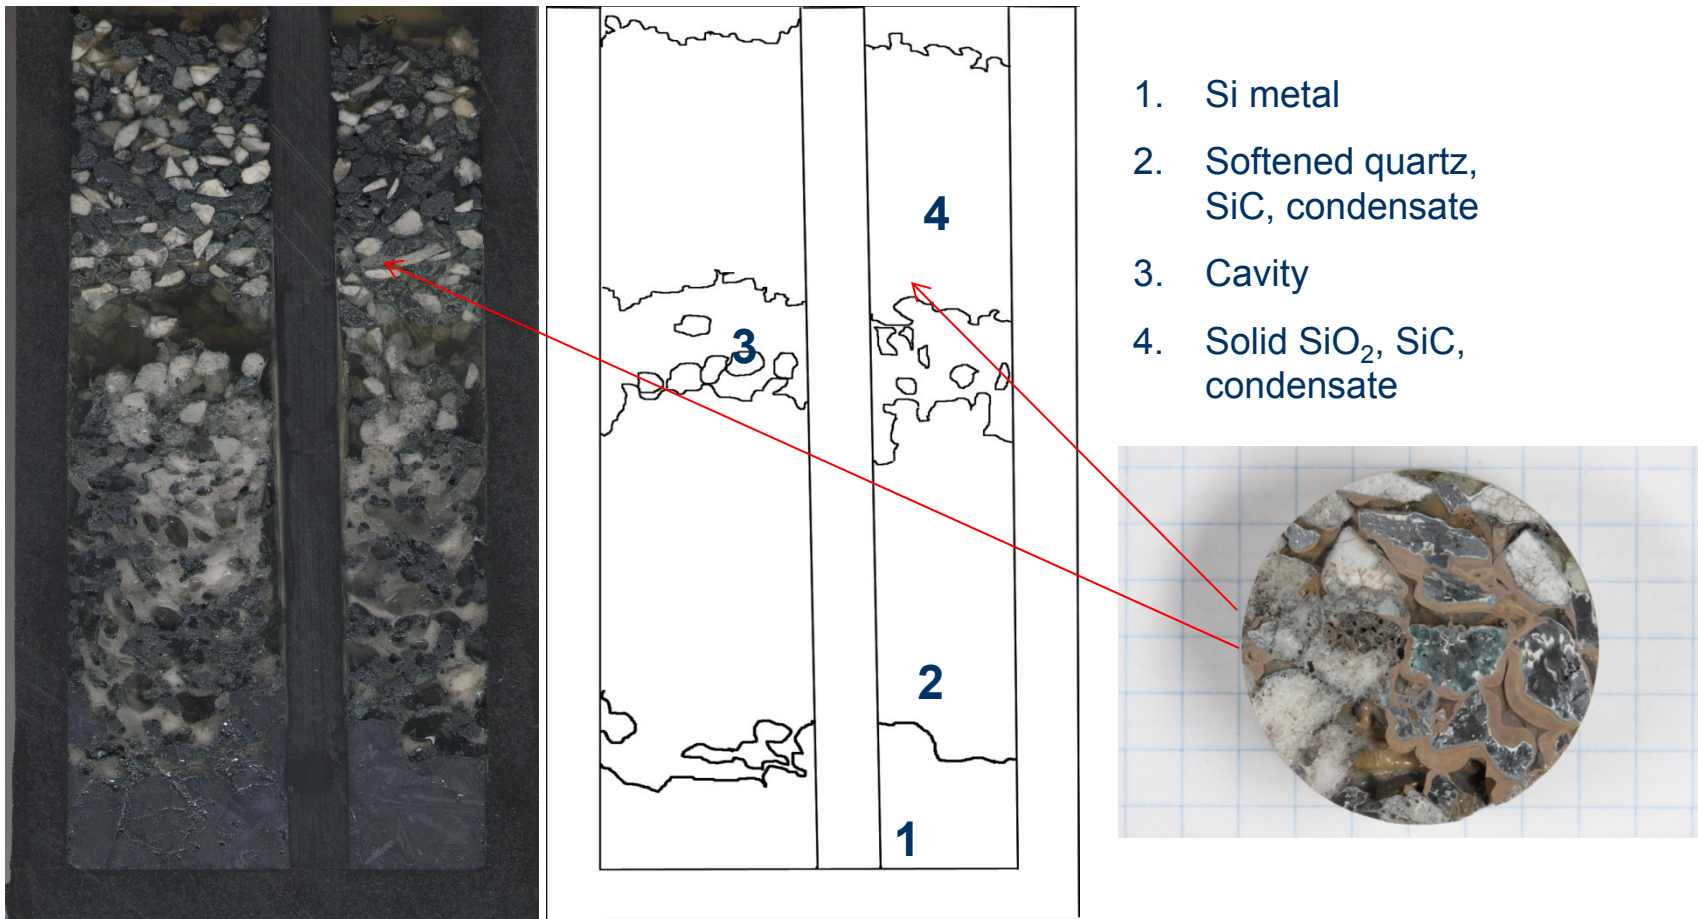 4
3
2
1
1. Si metal
2. Softened quartz,
SiC, condensate
3. Cavity
4. Solid SiO₂, SiC,
condensate